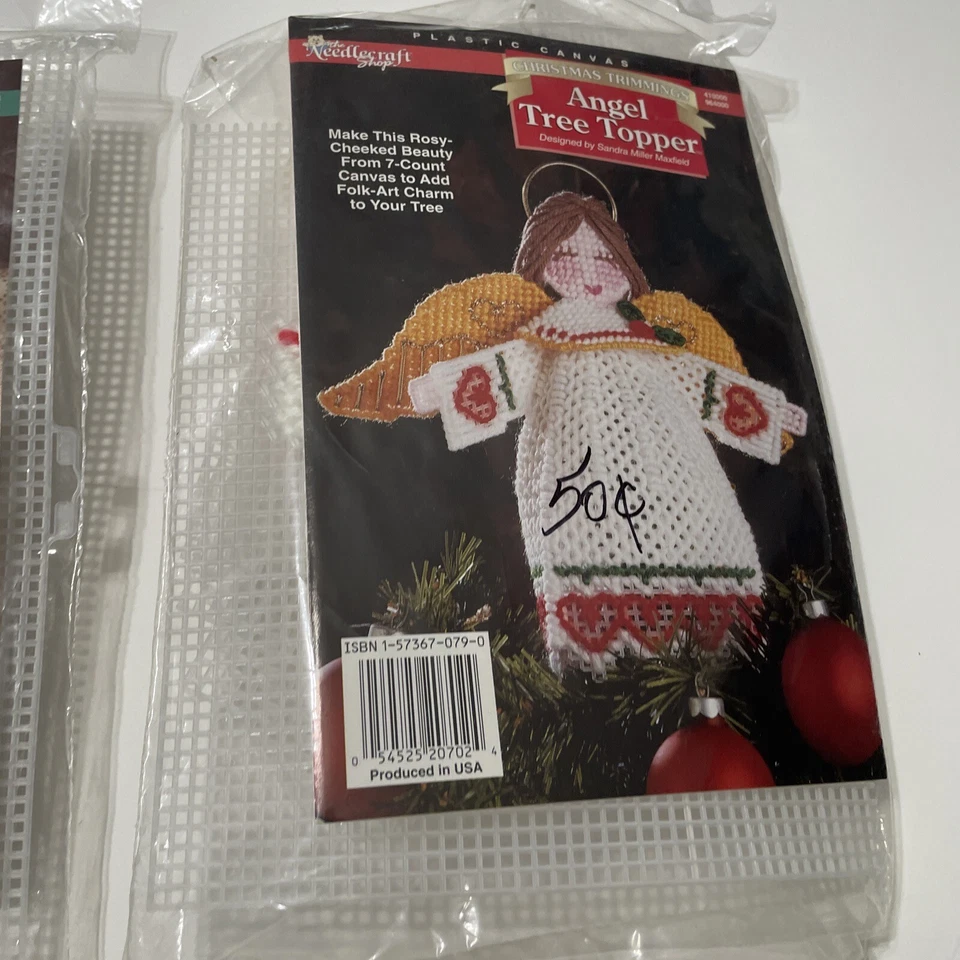 PLASTIC CANVAS
the
Needlecraft
Shop®
CHRISTMAS TRIMMINGS
Angel
Tree Topper
Designed by Sandra Miller Maxfield
Make This Rosy-
Cheeked Beauty
From 7-Count
Canvas to Add
Folk-Art Charm
to Your Tree
50¢
ISBN 1-57367-079-0
0 54525 20702 4
Produced in USA